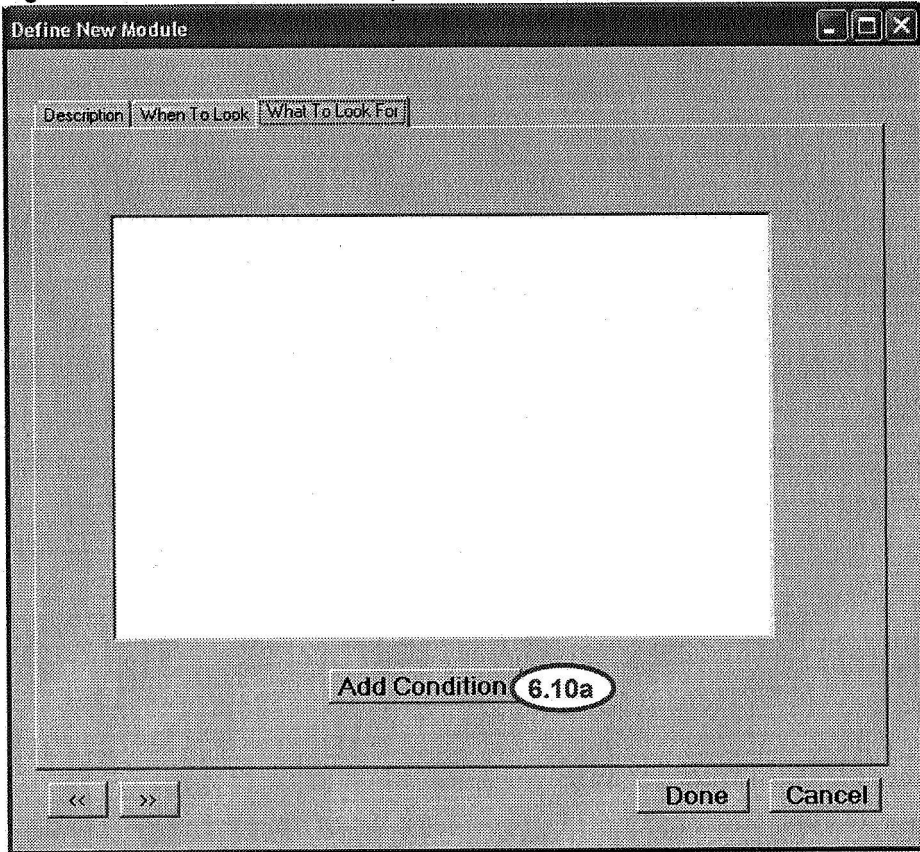 Define New Module
Description When To Look What To Look For
Add Condition 6.10a
<< >> Done Cancel